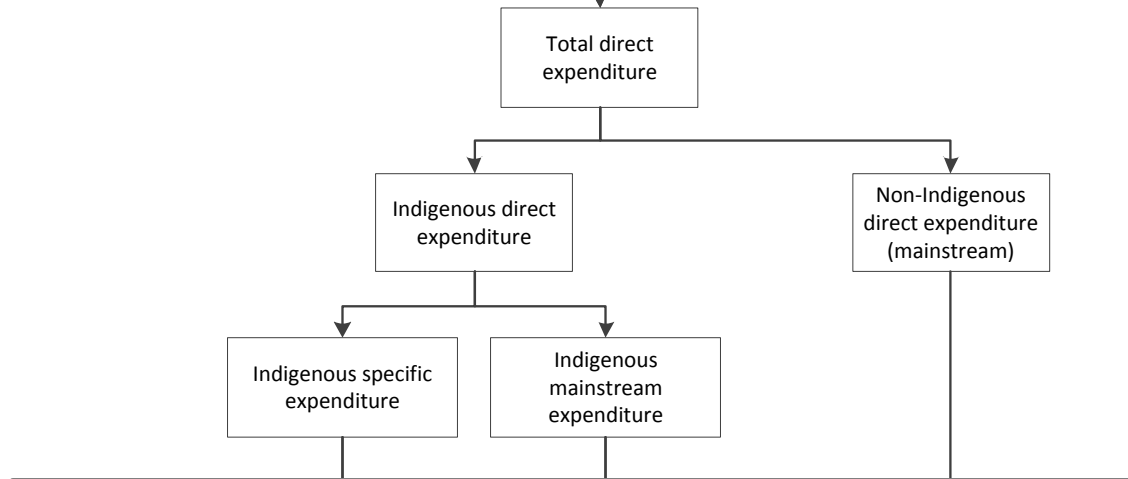 Total direct
expenditure
Indigenous direct
expenditure
Non-Indigenous
direct expenditure
(mainstream)
Indigenous specific
expenditure
Indigenous
mainstream
expenditure